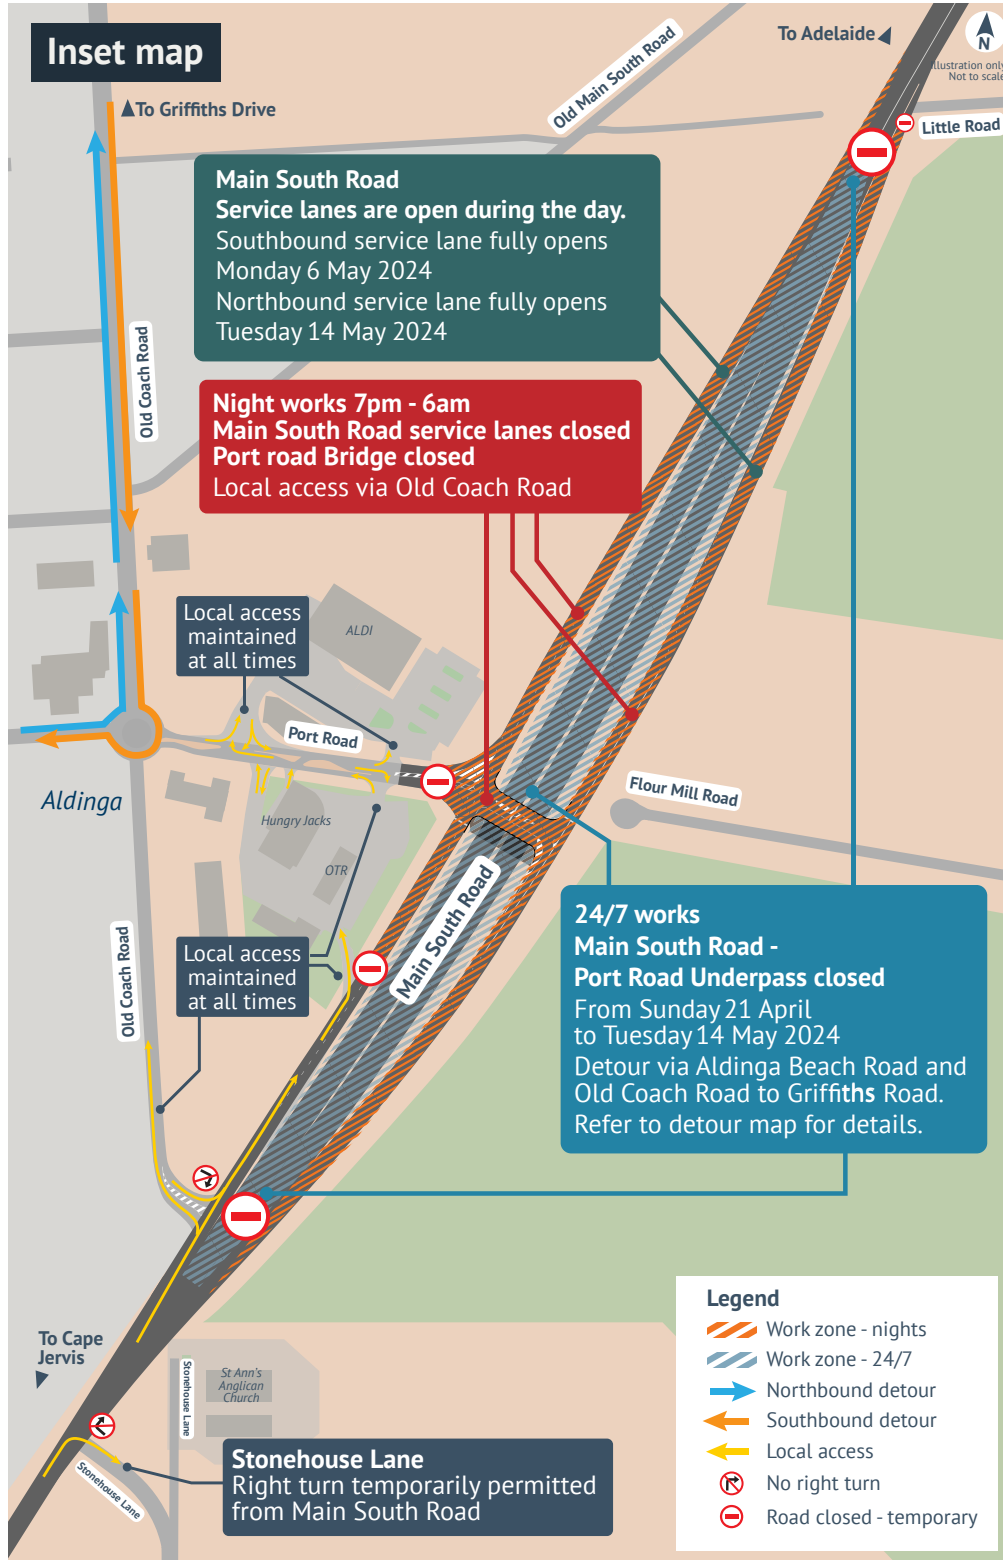 Inset map
To Adelaide
N
Illustration only
Not to scale
To Griffiths Drive
Old Main South Road
Little Road
Main South Road
Service lanes are open during the day.
Southbound service lane fully opens
Monday 6 May 2024
Northbound service lane fully opens
Tuesday 14 May 2024
Old Coach Road
Night works 7pm - 6am
Main South Road service lanes closed
Port road Bridge closed
Local access via Old Coach Road
Local access
maintained
at all times
ALDI
Port Road
Flour Mill Road
Aldinga
Hungry Jacks
OTR
Main South Road
Old Coach Road
Local access
maintained
at all times
24/7 works
Main South Road -
Port Road Underpass closed
From Sunday 21 April
to Tuesday 14 May 2024
Detour via Aldinga Beach Road and
Old Coach Road to Griffiths Road.
Refer to detour map for details.
To Cape
Jervis
Stonehouse Lane
St Ann's
Anglican
Church
Stonehouse Lane
Stonehouse Lane
Right turn temporarily permitted
from Main South Road
Legend
Work zone - nights
Work zone - 24/7
Northbound detour
Southbound detour
Local access
No right turn
Road closed - temporary